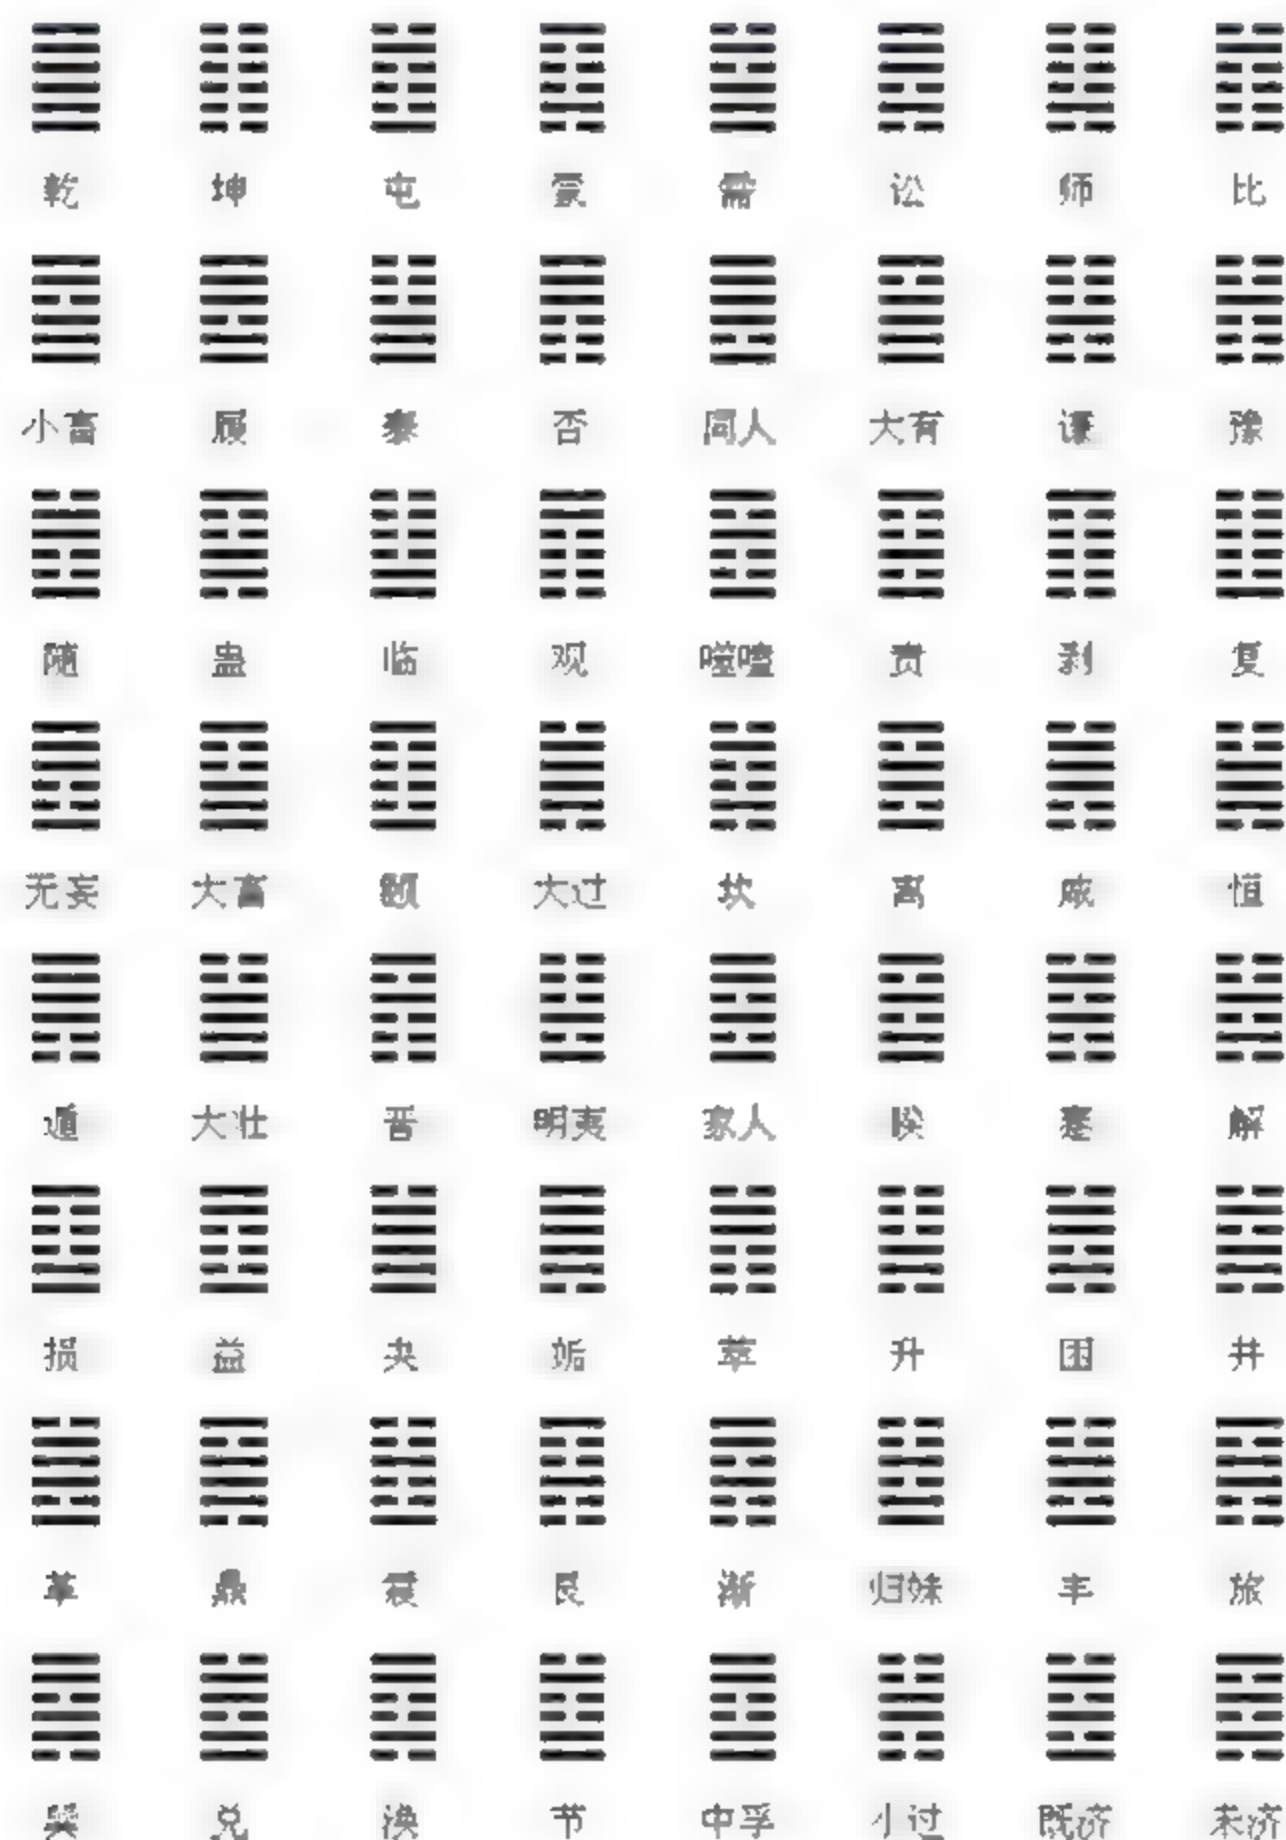 乾 坤 屯 蒙 需 讼 师 比
小畜 履 泰 否 同人 大有 谦 豫
随 蛊 临 观 噬嗑 贲 剥 复
无妄 大畜 颐 大过 坎 离 咸 恒
遁 大壮 晋 明夷 家人 睽 蹇 解
损 益 夬 姤 萃 升 困 井
革 鼎 震 艮 渐 归妹 丰 旅
巽 兑 涣 节 中孚 小过 既济 未济